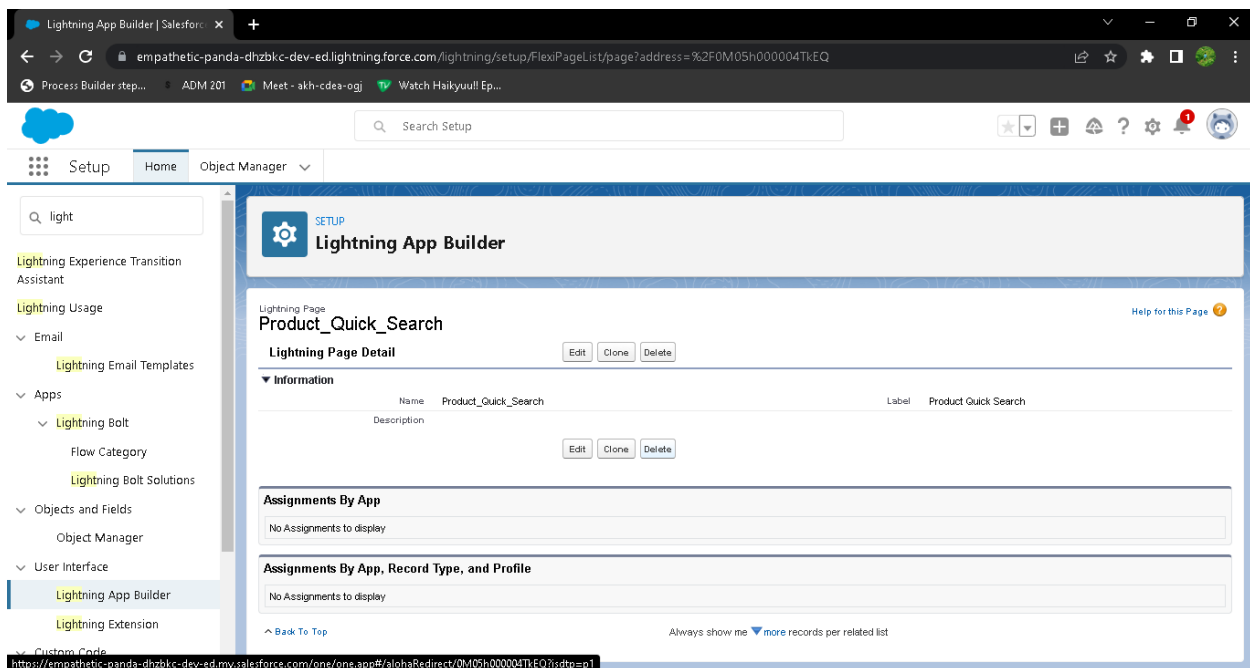 Lightning App Builder | Salesforc
empathetic-panda-dhzbkc-dev-ed.lightning.force.com/lightning/setup/FlexiPageList/page?address=%2F0M05h000004TkEQ
Process Builder step... ADM 201 Meet - akh-cdea-ogj Watch Haikyuu!! Ep...
Search Setup
1
Setup Home Object Manager
light
Lightning Experience Transition
Assistant
Lightning Usage
Email
Lightning Email Templates
Apps
Lightning Bolt
Flow Category
Lightning Bolt Solutions
Objects and Fields
Object Manager
User Interface
Lightning App Builder
Lightning Extension
Custom Code
SETUP
Lightning App Builder
Lightning Page
Product_Quick_Search
Help for this Page
Lightning Page Detail Edit Clone Delete
Information
Name Product_Quick_Search Label Product Quick Search
Description
Edit Clone Delete
Assignments By App
No Assignments to display
Assignments By App, Record Type, and Profile
No Assignments to display
Back To Top Always show me more records per related list
https://empathetic-panda-dhzbkc-dev-ed.my.salesforce.com/one/one.app#/alohaRedirect/0M05h000004TkEQ?isdtp=p1